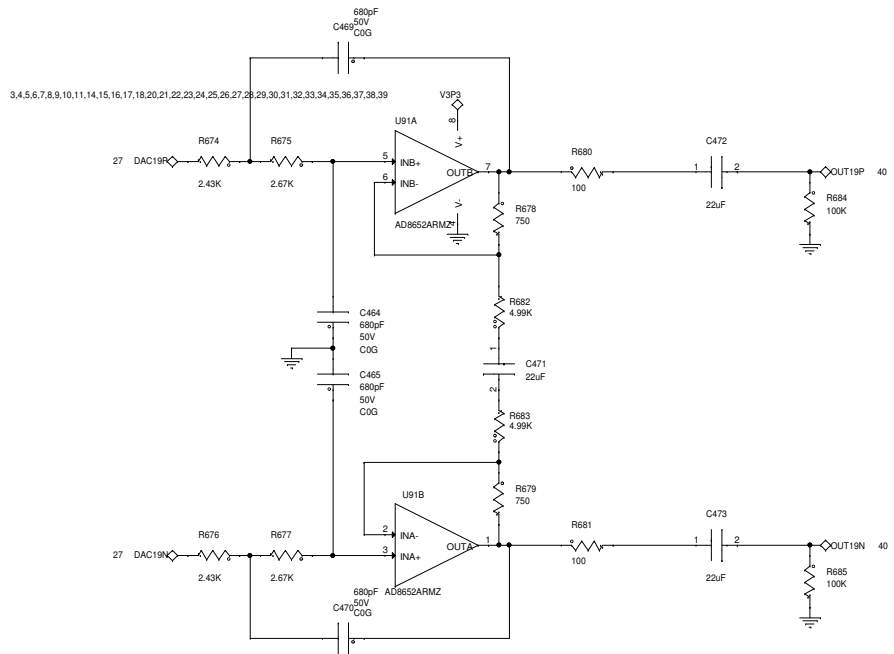 680pF
C469 50V
C0G
3,4,5,6,7,8,9,10,11,14,15,16,17,18,20,21,22,23,24,25,26,27,28,29,30,31,32,33,34,35,36,37,38,39
V3P3
8
V+
U91A
R674
R675
27 DAC19P
2.43K
2.67K
5 INB+
6 INB-
OUTB 7
V-
4
AD8652ARMZ
R680
100
C472
1 2
22uF
OUT19P 40
R684
100K
R678
750
R682
4.99K
C464
680pF
50V
C0G
C465
680pF
50V
C0G
1
C471
22uF
2
R683
4.99K
R679
750
U91B
2 INA-
3 INA+
OUTA 1
AD8652ARMZ
R676
R677
27 DAC19N
2.43K
2.67K
R681
100
C473
1 2
22uF
OUT19N 40
R685
100K
680pF
C470 50V
C0G